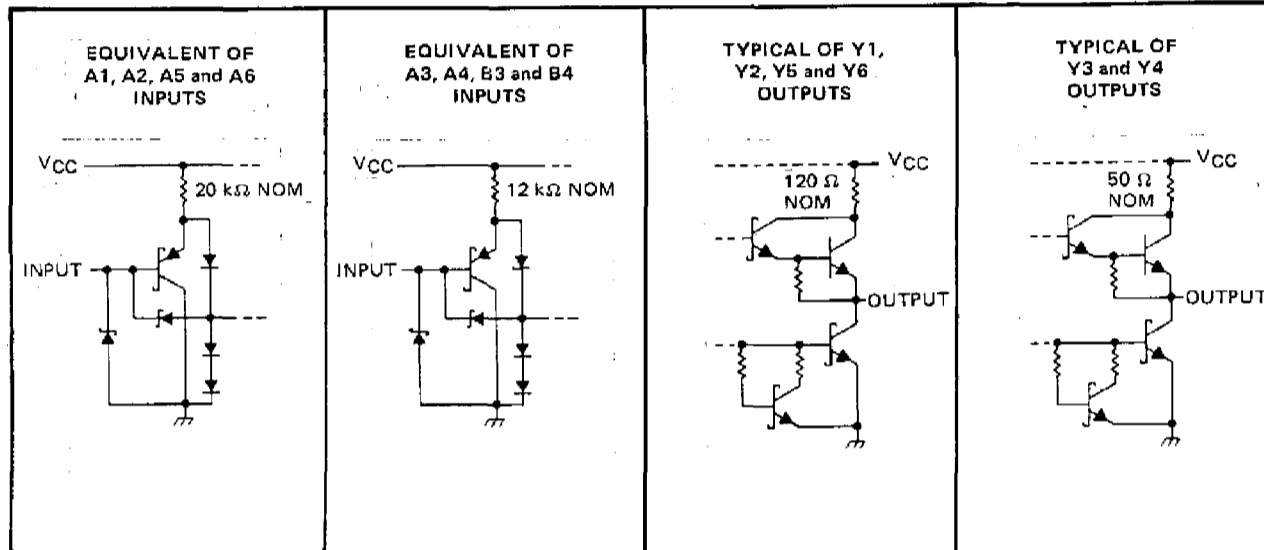 EQUIVALENT OF
A1, A2, A5 and A6
INPUTS
VCC
20 kΩ NOM
INPUT
EQUIVALENT OF
A3, A4, B3 and B4
INPUTS
VCC
12 kΩ NOM
INPUT
TYPICAL OF Y1,
Y2, Y5 and Y6
OUTPUTS
VCC
120 Ω
NOM
OUTPUT
TYPICAL OF
Y3 and Y4
OUTPUTS
VCC
50 Ω
NOM
OUTPUT